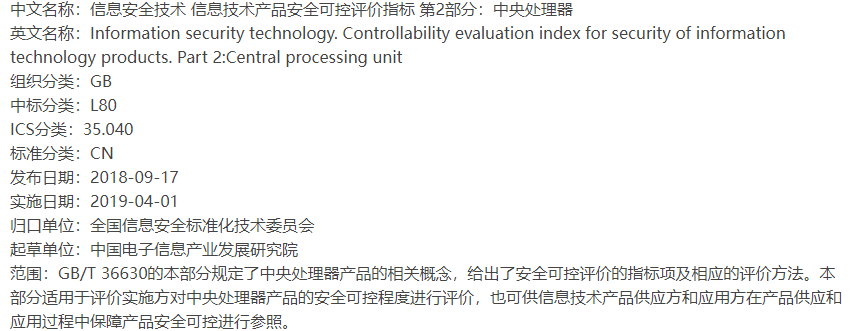 中文名称：信息安全技术 信息技术产品安全可控评价指标 第2部分：中央处理器
英文名称：Information security technology. Controllability evaluation index for security of information
technology products. Part 2:Central processing unit
组织分类：GB
中标分类：L80
ICS分类：35.040
标准分类：CN
发布日期：2018-09-17
实施日期：2019-04-01
归口单位：全国信息安全标准化技术委员会
起草单位：中国电子信息产业发展研究院
范围：GB/T 36630的本部分规定了中央处理器产品的相关概念，给出了安全可控评价的指标项及相应的评价方法。本
部分适用于评价实施方对中央处理器产品的安全可控程度进行评价，也可供信息技术产品供应方和应用方在产品供应和
应用过程中保障产品安全可控进行参照。